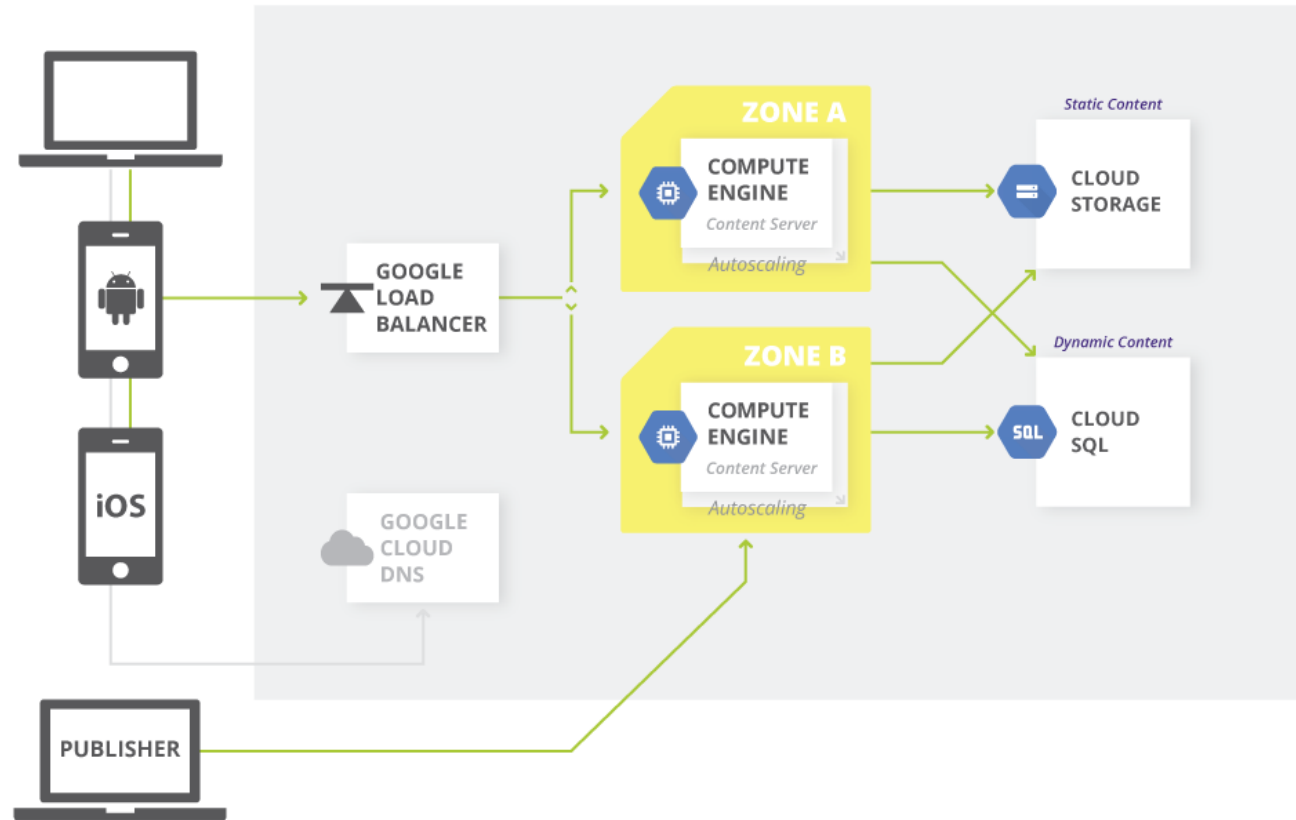 ZONE A
COMPUTE
ENGINE
Content Server
Autoscaling
Static Content
CLOUD
STORAGE
GOOGLE
LOAD
BALANCER
ZONE B
COMPUTE
ENGINE
Content Server
Autoscaling
Dynamic Content
SQL
CLOUD
SQL
iOS
GOOGLE
CLOUD
DNS
PUBLISHER